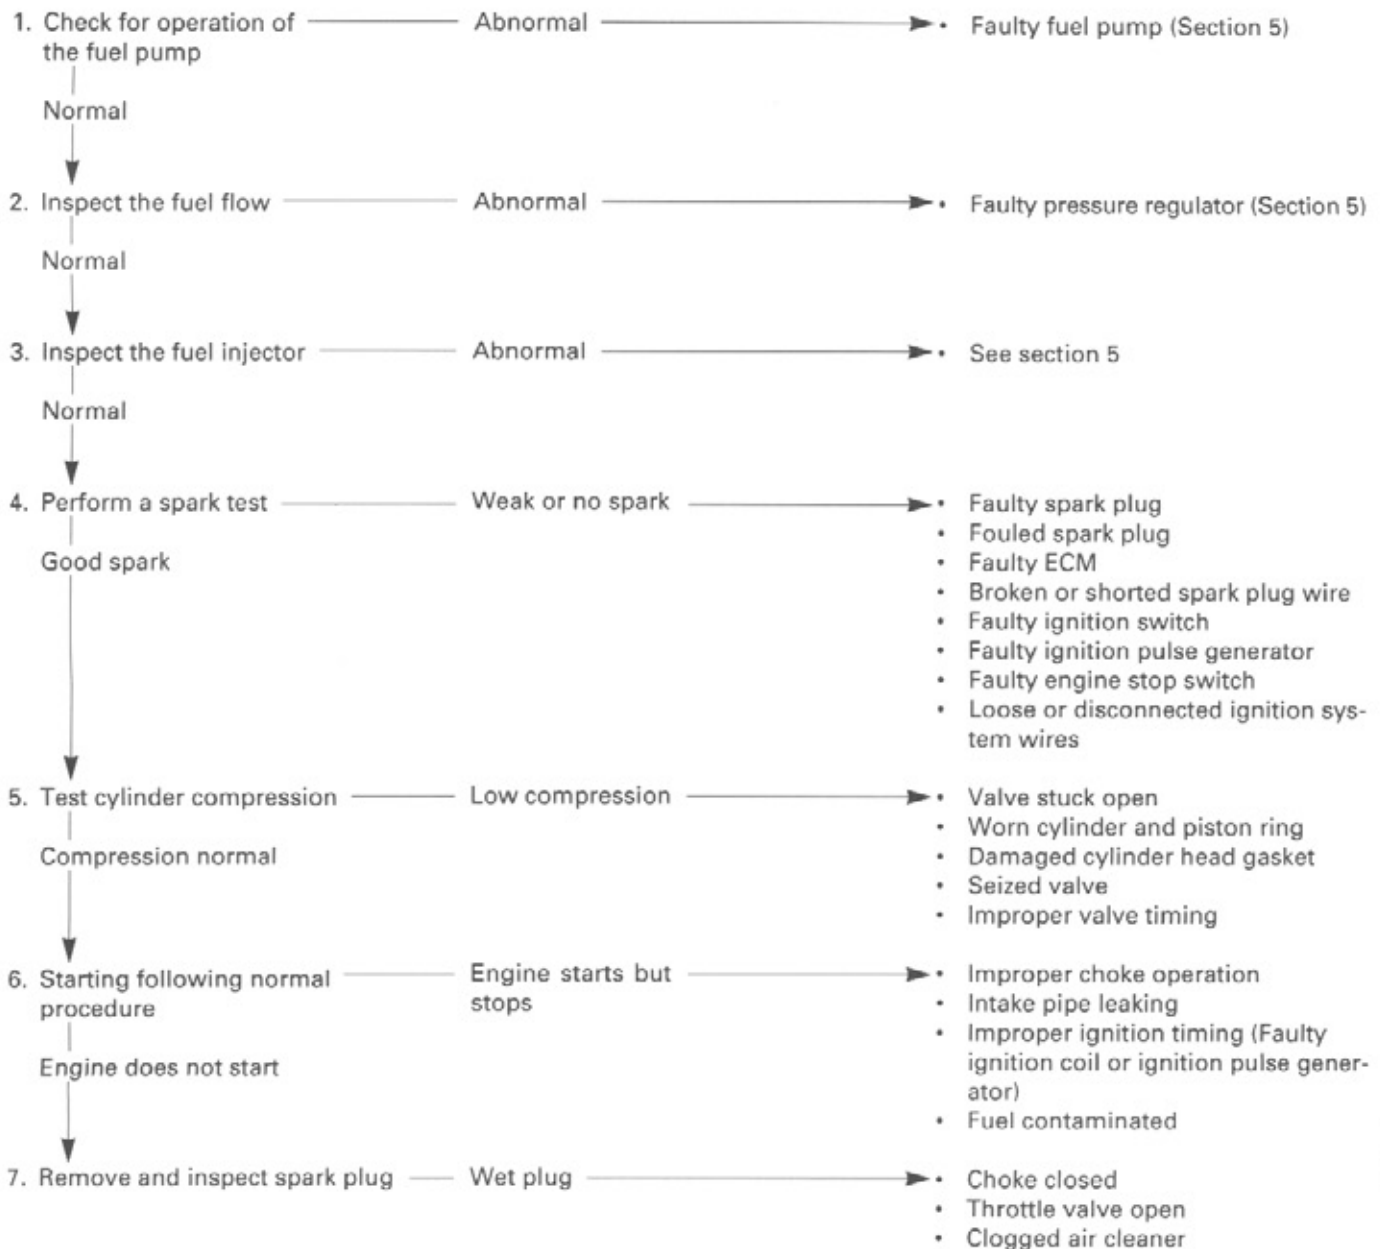 1. Check for operation of the fuel pump
Abnormal
• Faulty fuel pump (Section 5)
Normal
2. Inspect the fuel flow
Abnormal
• Faulty pressure regulator (Section 5)
Normal
3. Inspect the fuel injector
Abnormal
• See section 5
Normal
4. Perform a spark test
Weak or no spark
• Faulty spark plug
• Fouled spark plug
• Faulty ECM
• Broken or shorted spark plug wire
• Faulty ignition switch
• Faulty ignition pulse generator
• Faulty engine stop switch
• Loose or disconnected ignition sys-
tem wires
Good spark
5. Test cylinder compression
Low compression
• Valve stuck open
• Worn cylinder and piston ring
• Damaged cylinder head gasket
• Seized valve
• Improper valve timing
Compression normal
6. Starting following normal
procedure
Engine starts but
stops
• Improper choke operation
• Intake pipe leaking
• Improper ignition timing (Faulty
ignition coil or ignition pulse gener-
ator)
• Fuel contaminated
Engine does not start
7. Remove and inspect spark plug
Wet plug
• Choke closed
• Throttle valve open
• Clogged air cleaner